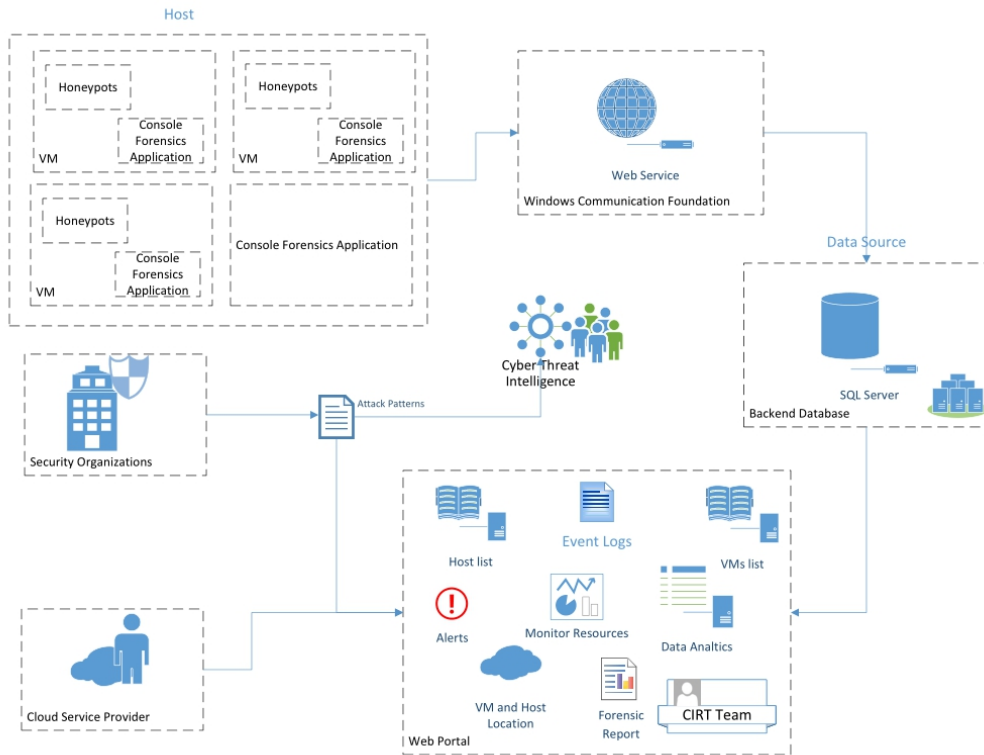 Host
Honeypots
Console
Forensics
Application
VM
Honeypots
Console
Forensics
Application
VM
Honeypots
Console
Forensics
Application
VM
Console Forensics Application
Web Service
Windows Communication Foundation
Data Source
SQL Server
Backend Database
Cyber Threat
Intelligence
Attack Patterns
Security Organizations
Host list
Event Logs
VMs list
Alerts
Monitor Resources
Data Analtics
VM and Host
Location
Forensic
Report
CIRT Team
Web Portal
Cloud Service Provider